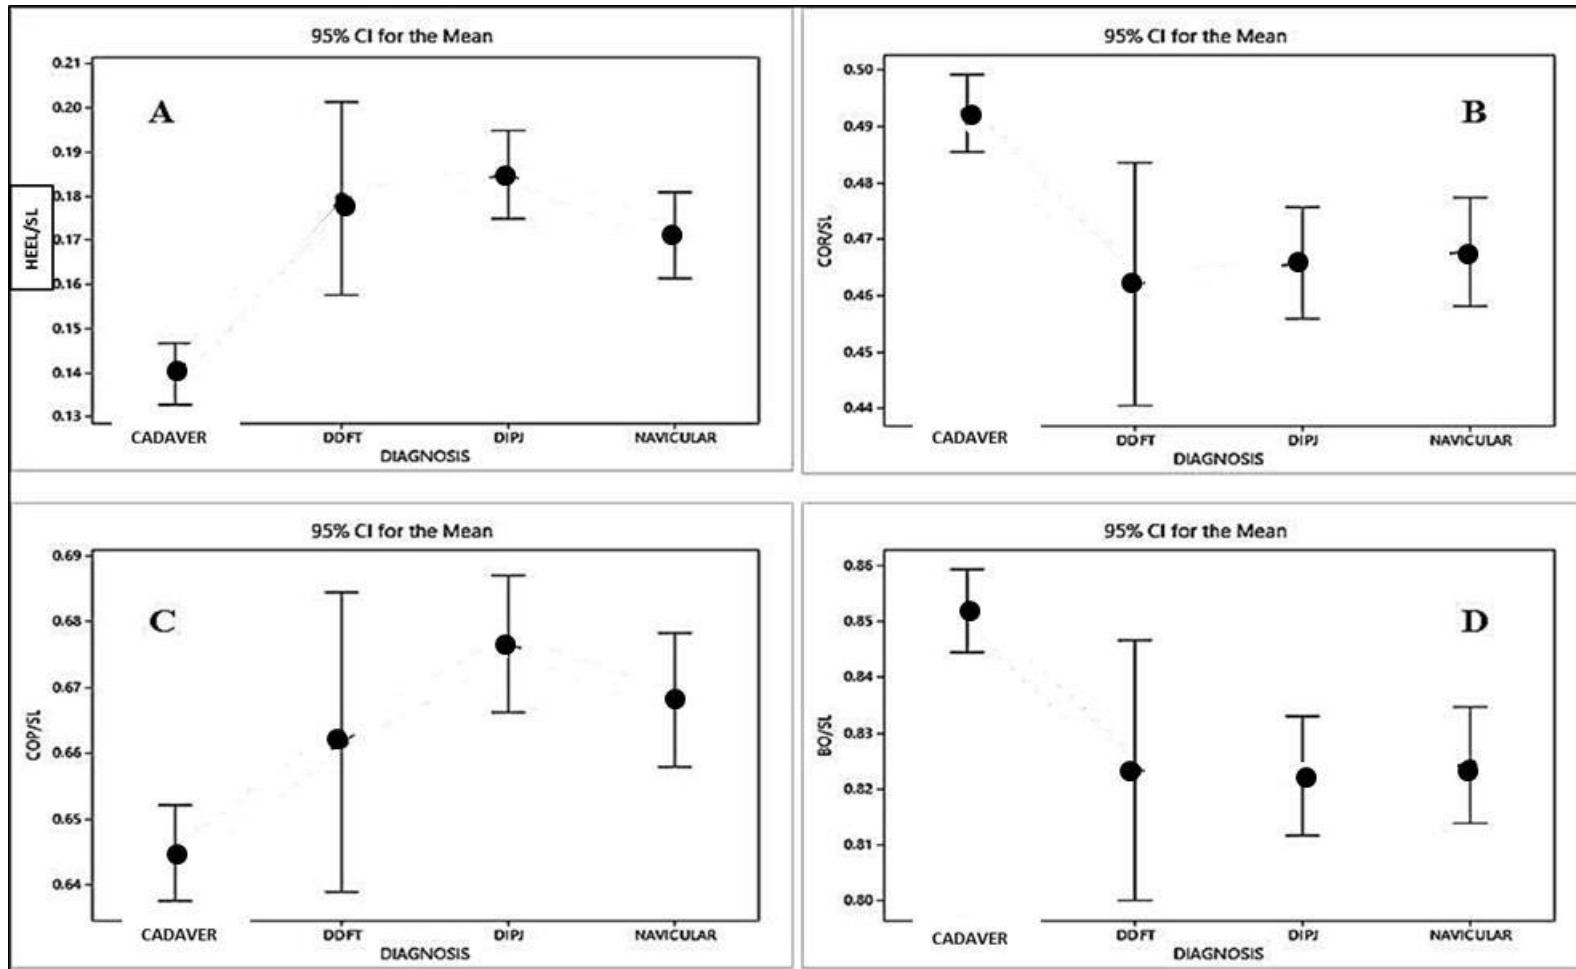 95% CI for the Mean
0.21
0.20
0.19
0.18
0.17
0.16
0.15
0.14
0.13
HEEL/SL
A
CADAVER DDFT DIPJ NAVICULAR
DIAGNOSIS
95% CI for the Mean
0.50
0.49
0.48
0.47
0.46
0.45
0.44
COR/SL
B
CADAVER DDFT DIPJ NAVICULAR
DIAGNOSIS
95% CI for the Mean
0.69
0.68
0.67
0.66
0.65
0.64
COP/SL
C
CADAVER DDFT DIPJ NAVICULAR
DIAGNOSIS
95% CI for the Mean
0.86
0.85
0.84
0.83
0.82
0.81
0.80
BO/SL
D
CADAVER DDFT DIPJ NAVICULAR
DIAGNOSIS